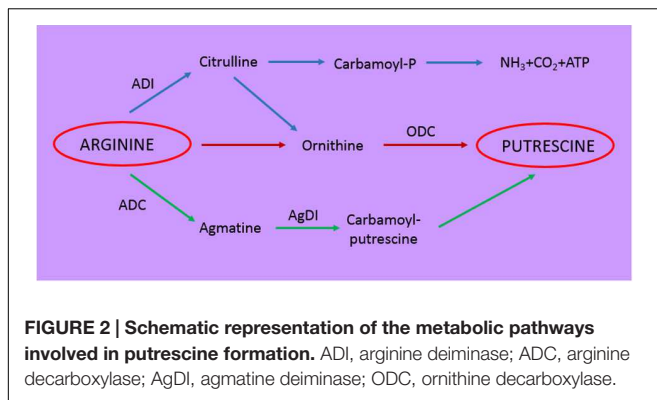 Citrulline
Carbamoyl-P
NH₃+CO₂+ATP
ADI
ARGININE
Ornithine
ODC
PUTRESCINE
ADC
Agmatine
AgDI
Carbamoyl-
putrescine
FIGURE 2 | Schematic representation of the metabolic pathways
involved in putrescine formation. ADI, arginine deiminase; ADC, arginine
decarboxylase; AgDI, agmatine deiminase; ODC, ornithine decarboxylase.